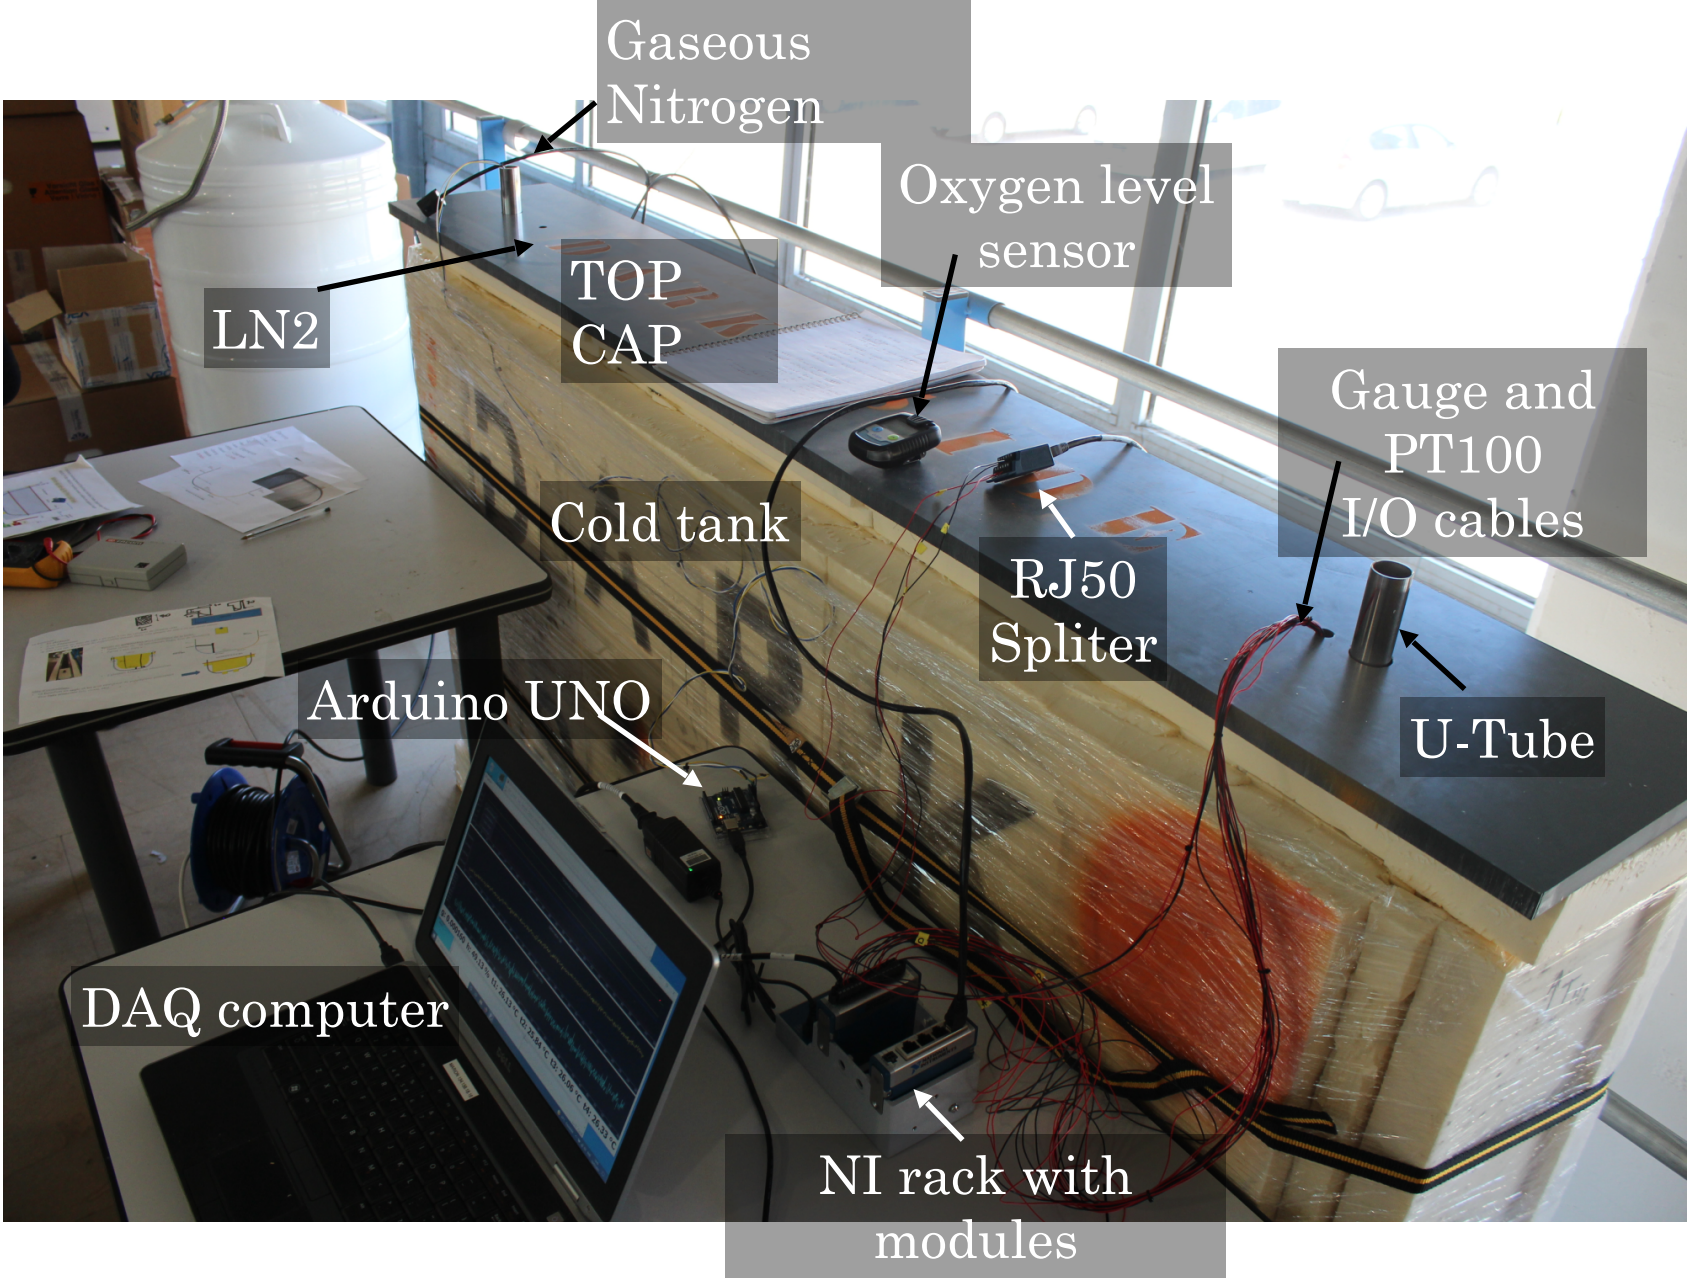 Gaseous
Nitrogen
Oxygen level
sensor
TOP
CAP
LN2
Gauge and
PT100
I/O cables
Cold tank
RJ50
Spliter
Arduino UNO
U-Tube
DAQ computer
NI rack with
modules